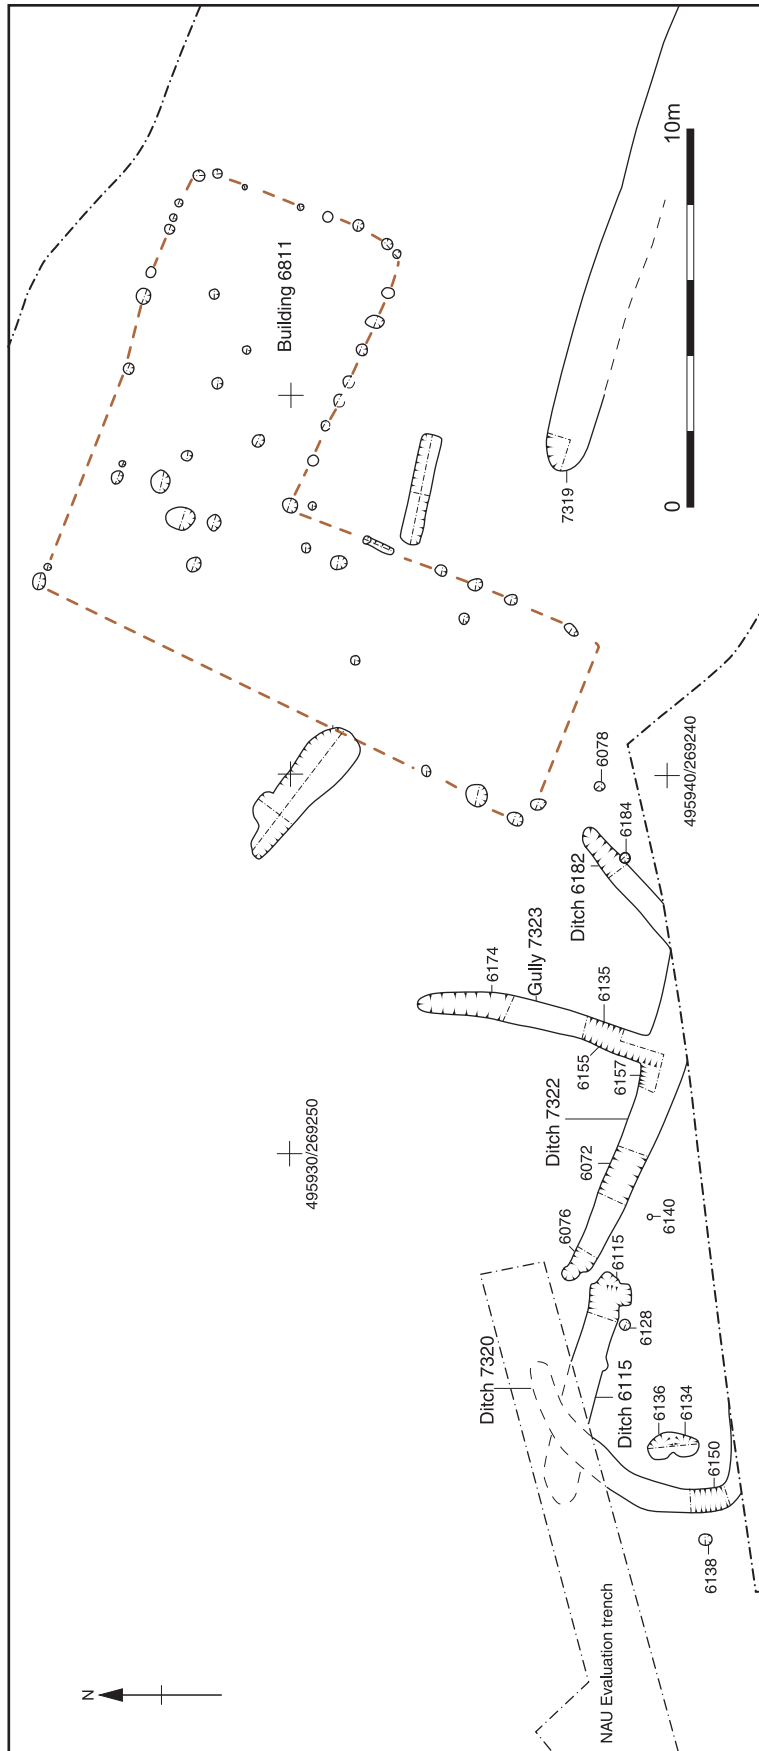 Building 6811
10m
0
7319
6078
495940/269240
6184
Ditch 6182
Gully 7323
6174
6135
6155
6157
Ditch 7322
6072
6076
495930/269250
6140
6115
6128
Ditch 7320
Ditch 6115
6136
6134
6150
6138
NAU Evaluation trench
N